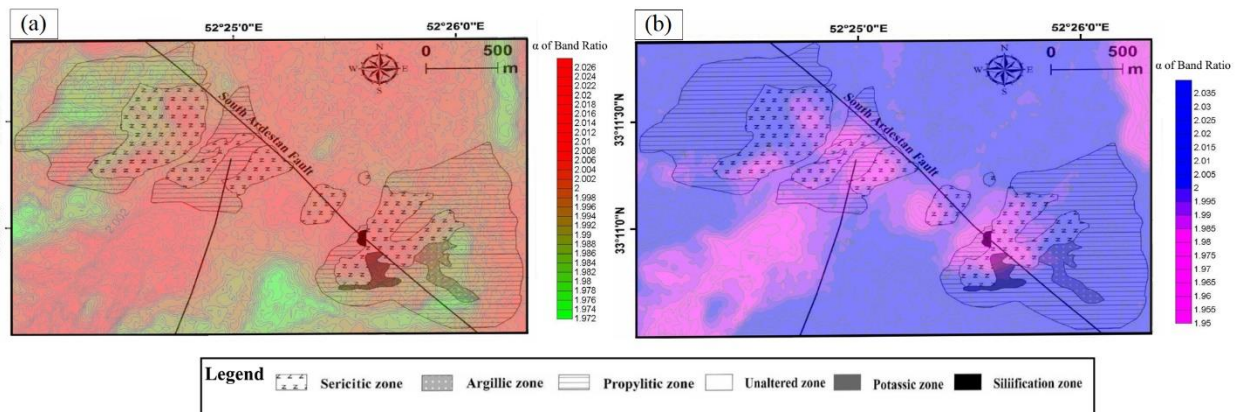 (a)
52°25'0"E
52°26'0"E
N
W
E
S
0
500
m
South Ardestan Fault
α of Band Ratio
2.026
2.022
2.02
2.018
2.016
2.014
2.012
2.01
2.008
2.006
2.004
2.002
2
1.998
1.996
1.994
1.992
1.99
1.988
1.986
1.984
1.982
1.98
1.978
1.976
1.974
1.972
(b)
52°25'0"E
52°26'0"E
N
W
E
S
0
500
m
33°11'30"N
33°11'0"N
South Ardestan Fault
α of Band Ratio
2.035
2.03
2.02
2.015
2.01
2.005
2
1.995
1.99
1.985
1.98
1.975
1.97
1.965
1.96
1.955
1.95
Legend
Sericitic zone
Argillic zone
Propylitic zone
Unaltered zone
Potassic zone
Siliification zone